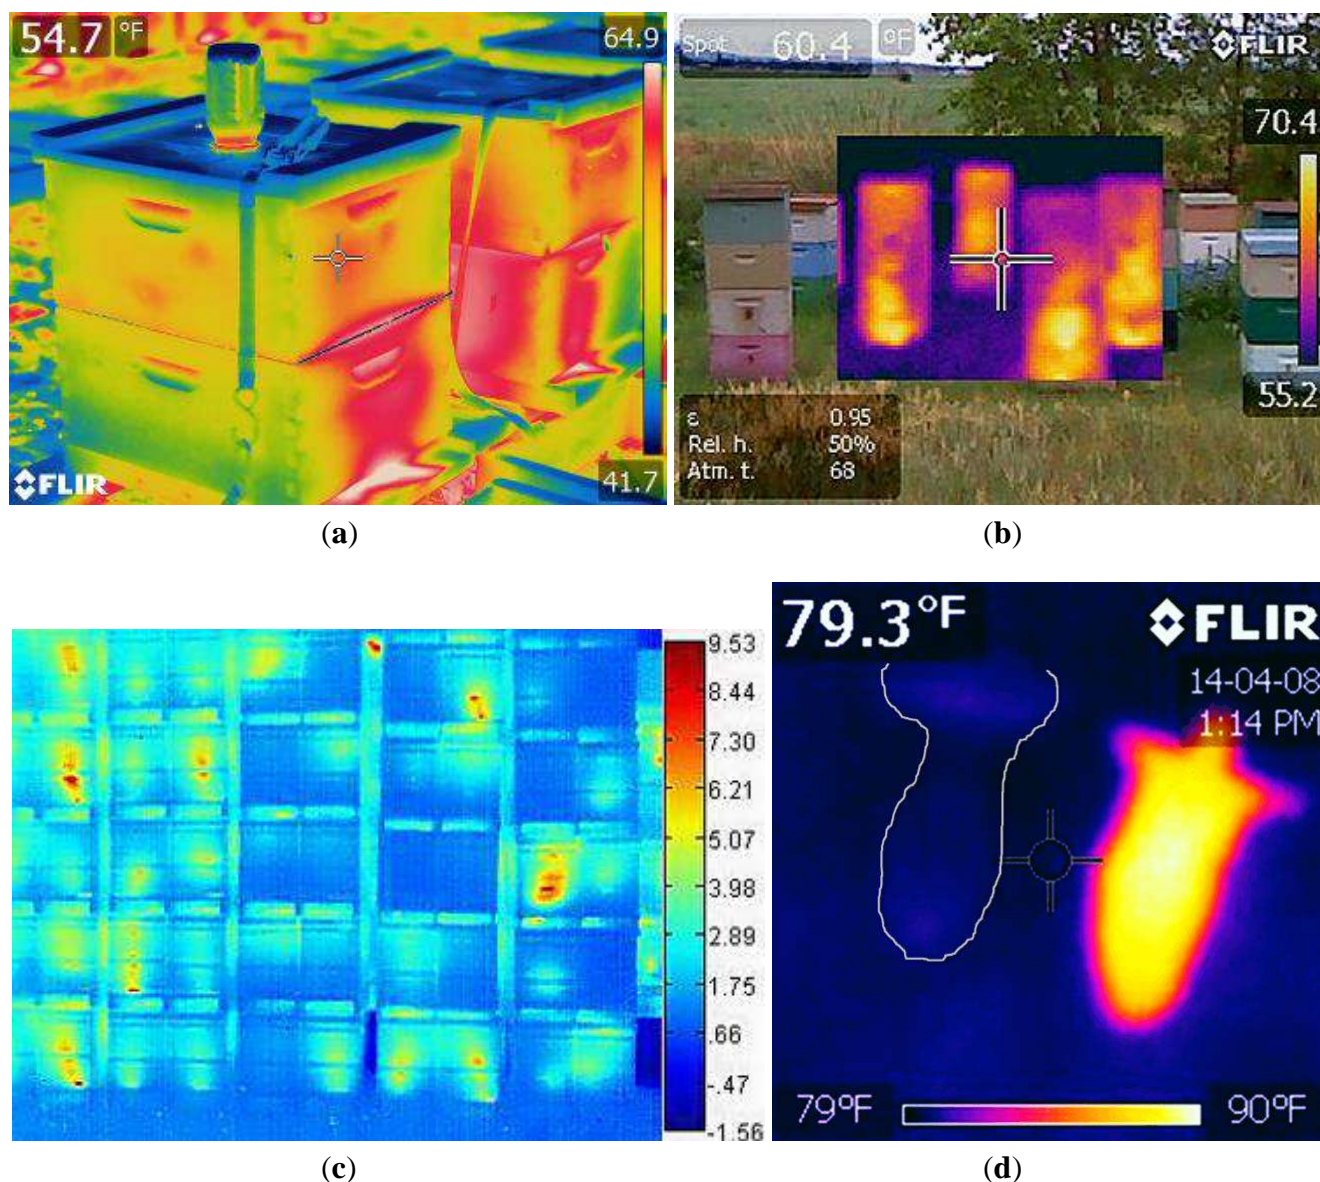 54.7 °F
64.9
FLIR
41.7
(a)
Spot 60.4 °F
FLIR
70.4
55.2
ε 0.95
Rel. h. 50%
Atm. t. 68
(b)
9.53
8.44
7.30
6.21
5.07
3.98
2.89
1.75
.66
-.47
-1.56
(c)
79.3°F
FLIR
14-04-08
1:14 PM
79°F
90°F
(d)